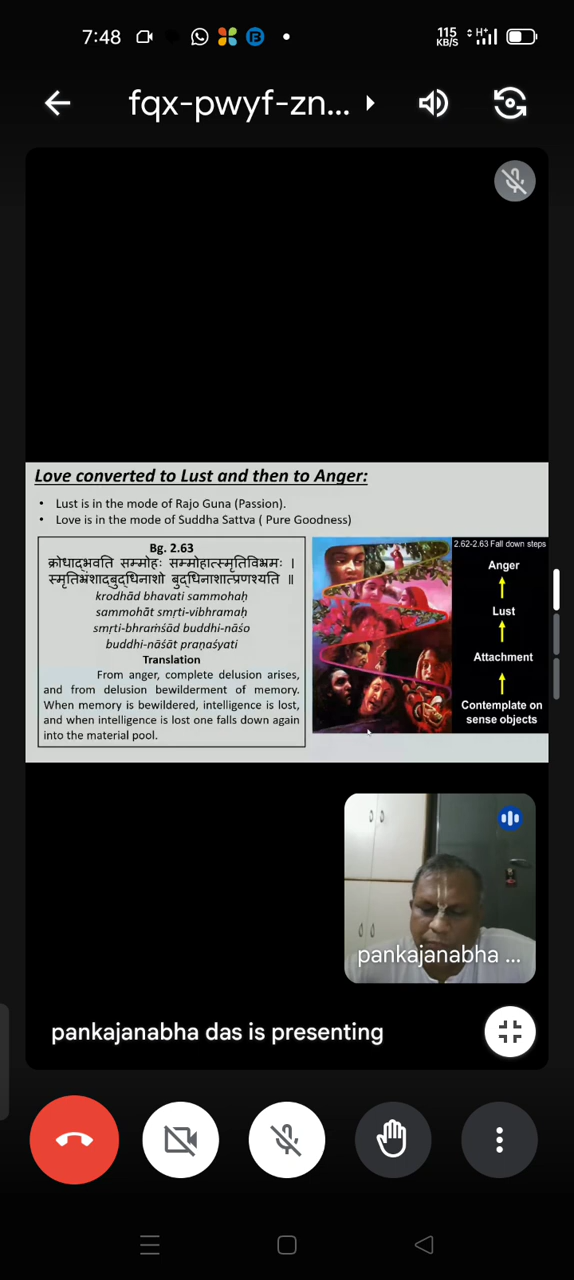 7:48
115
KB/S
H+
fqx-pwyf-zn...
Love converted to Lust and then to Anger:
• Lust is in the mode of Rajo Guna (Passion).
• Love is in the mode of Suddha Sattva ( Pure Goodness)
Bg. 2.63
क्रोधाद्‍भवति सम्मोहः सम्मोहात्स्मृतिविभ्रमः ।
स्मृतिभ्रंशाद्‍बुद्धिनाशो बुद्धिनाशात्प्रणश्यति ॥
krodhād bhavati sammohaḥ
sammohāt smṛti-vibhramaḥ
smṛti-bhraṁśād buddhi-nāśo
buddhi-nāśāt praṇaśyati
Translation
From anger, complete delusion arises,
and from delusion bewilderment of memory.
When memory is bewildered, intelligence is lost,
and when intelligence is lost one falls down again
into the material pool.
2.62-2.63 Fall down steps
Anger
Lust
Attachment
Contemplate on
sense objects
pankajanabha ...
pankajanabha das is presenting